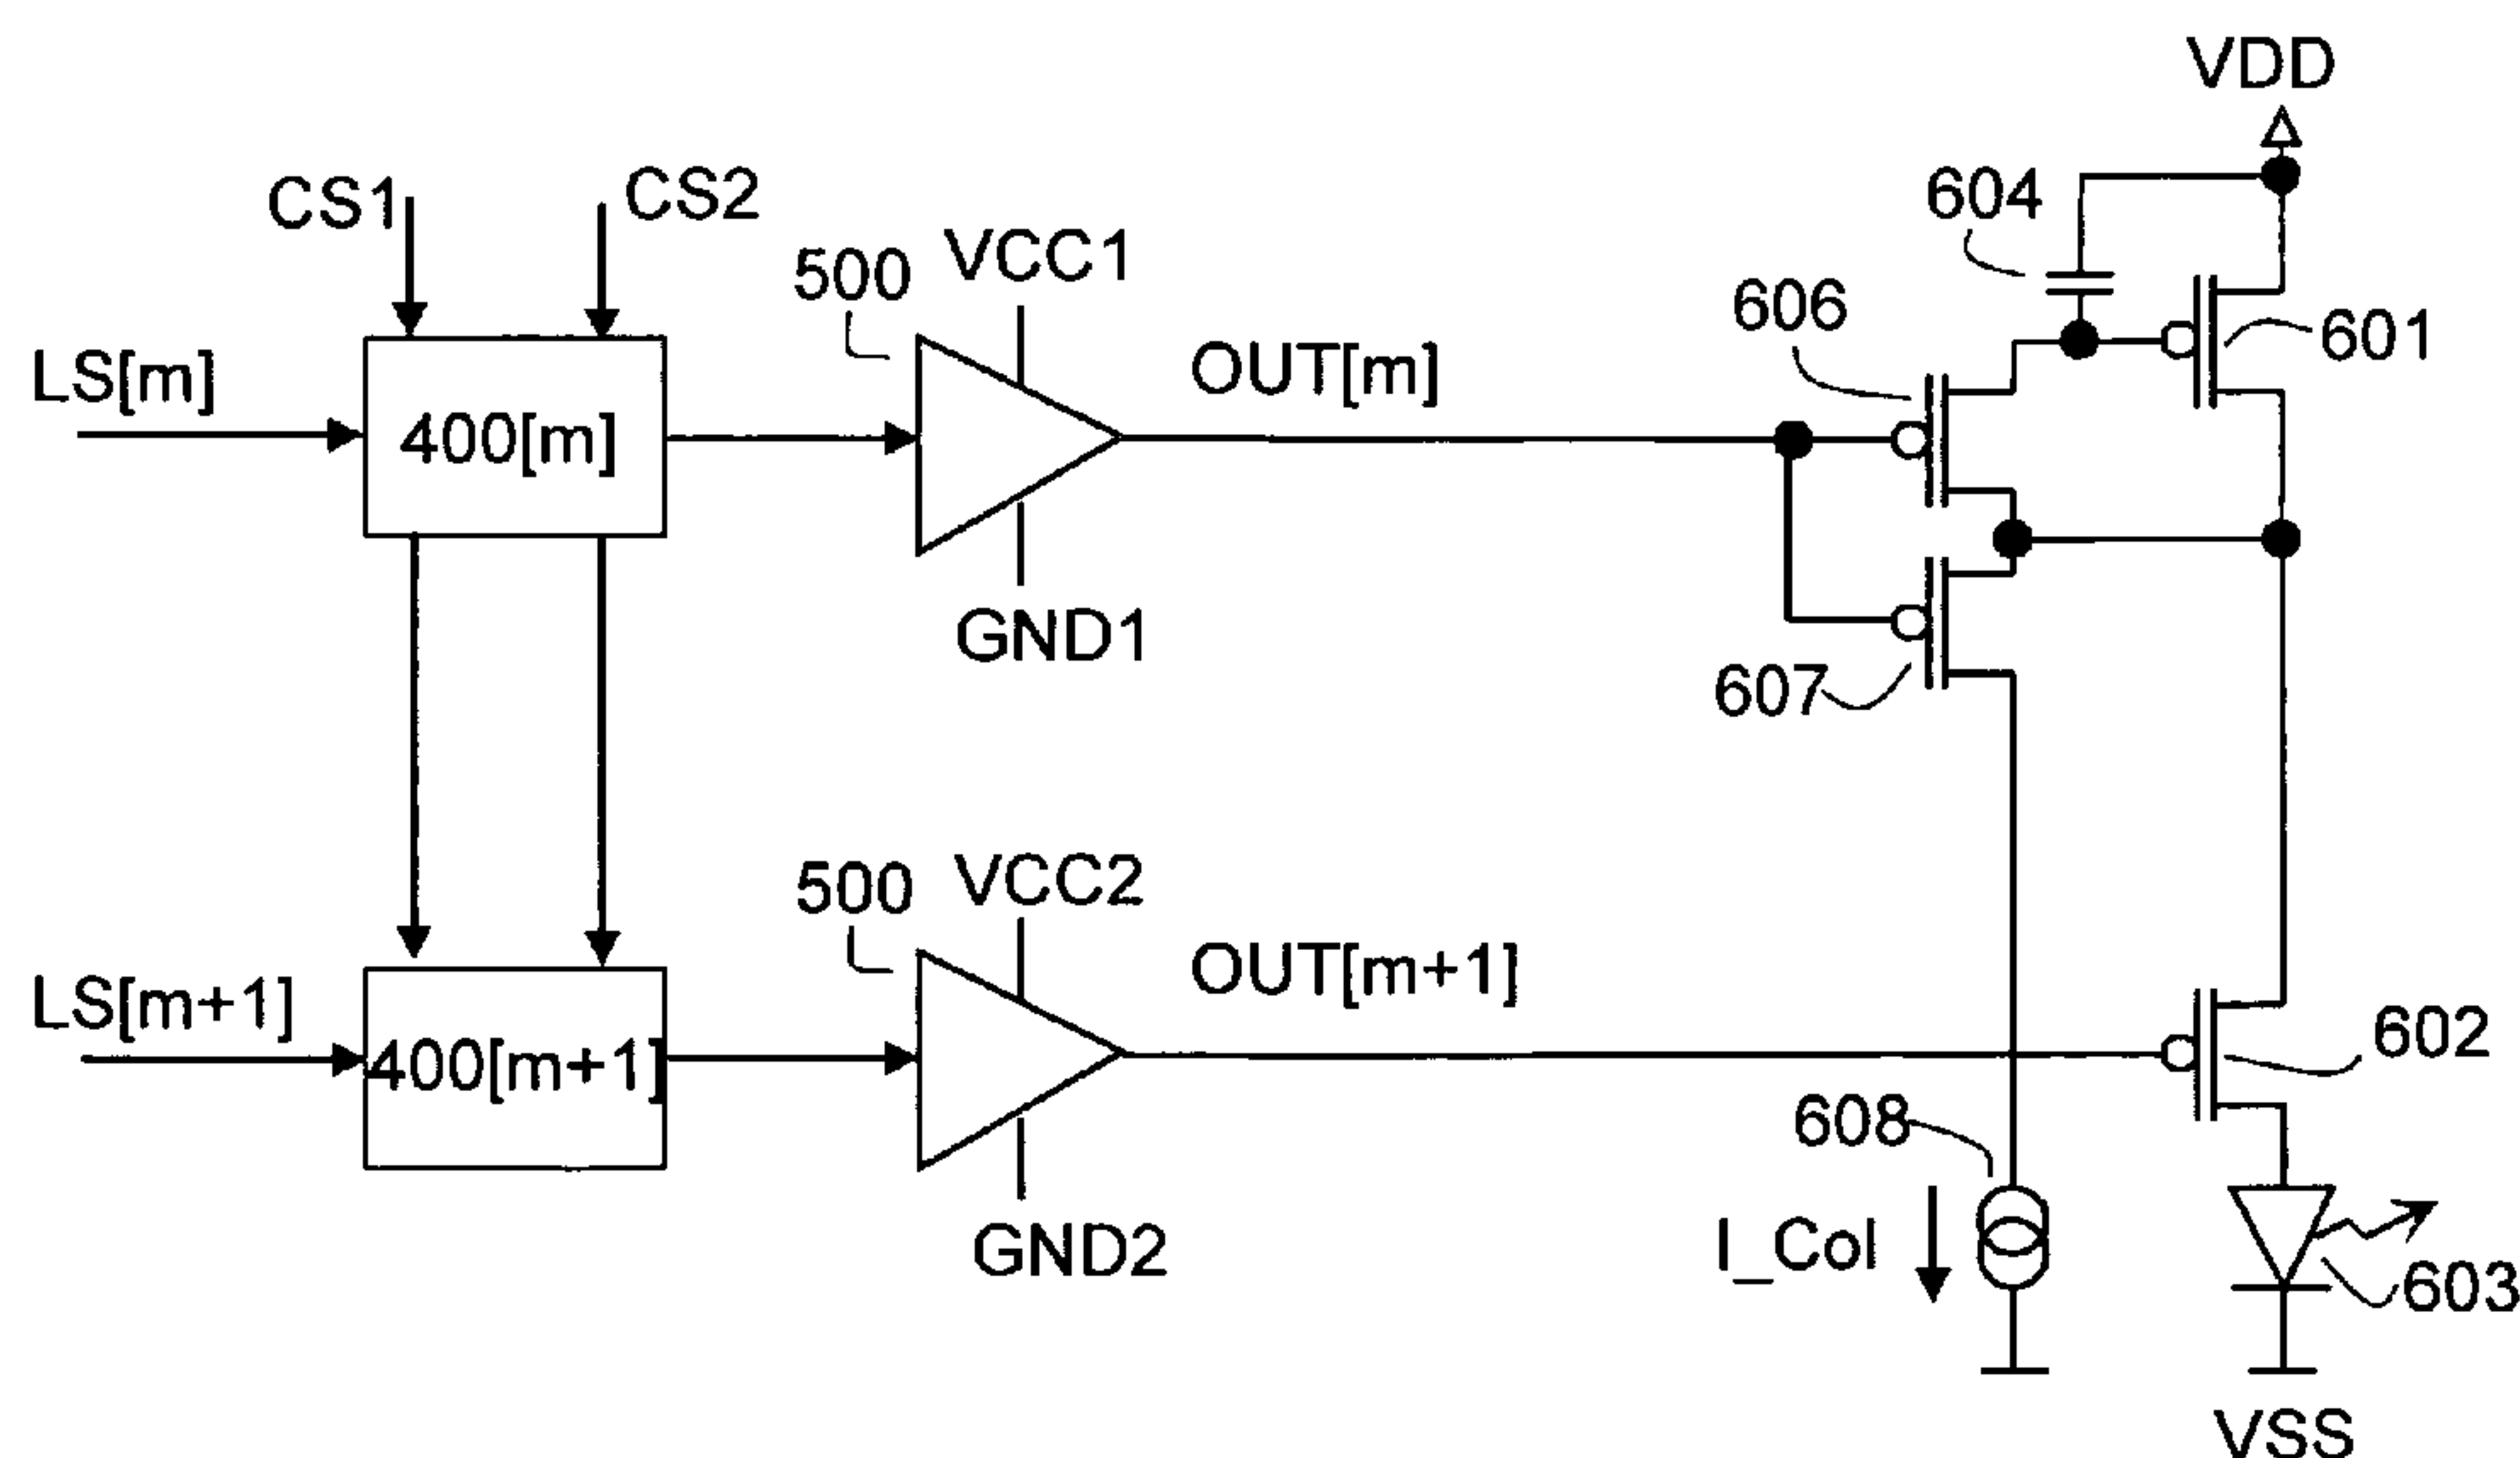 VDD
CS1
CS2
604
500
VCC1
606
601
LS[m]
OUT[m]
400[m]
GND1
607
500
VCC2
OUT[m+1]
LS[m+1]
602
400[m+1]
608
I_Col
GND2
603
VSS